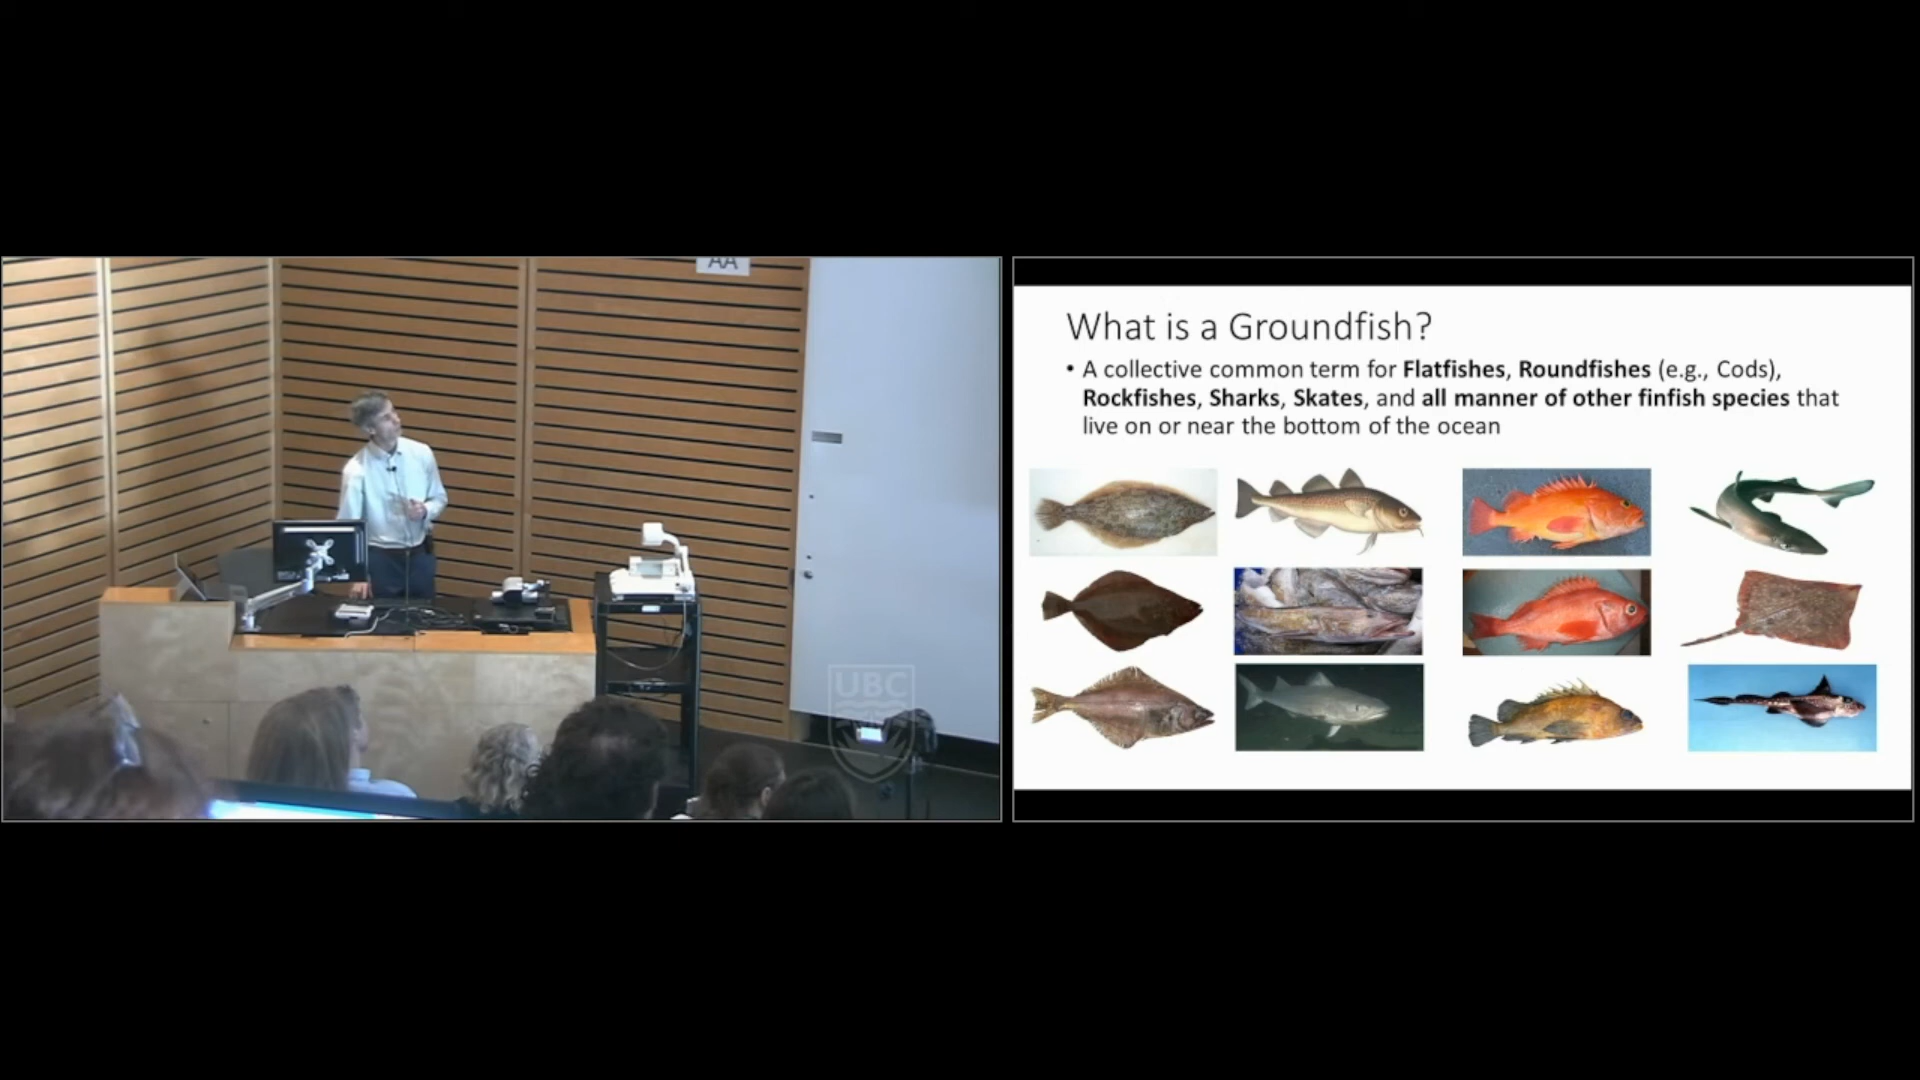 AA
UBC
What is a Groundfish?
• A collective common term for Flatfishes, Roundfishes (e.g., Cods),
Rockfishes, Sharks, Skates, and all manner of other finfish species that
live on or near the bottom of the ocean